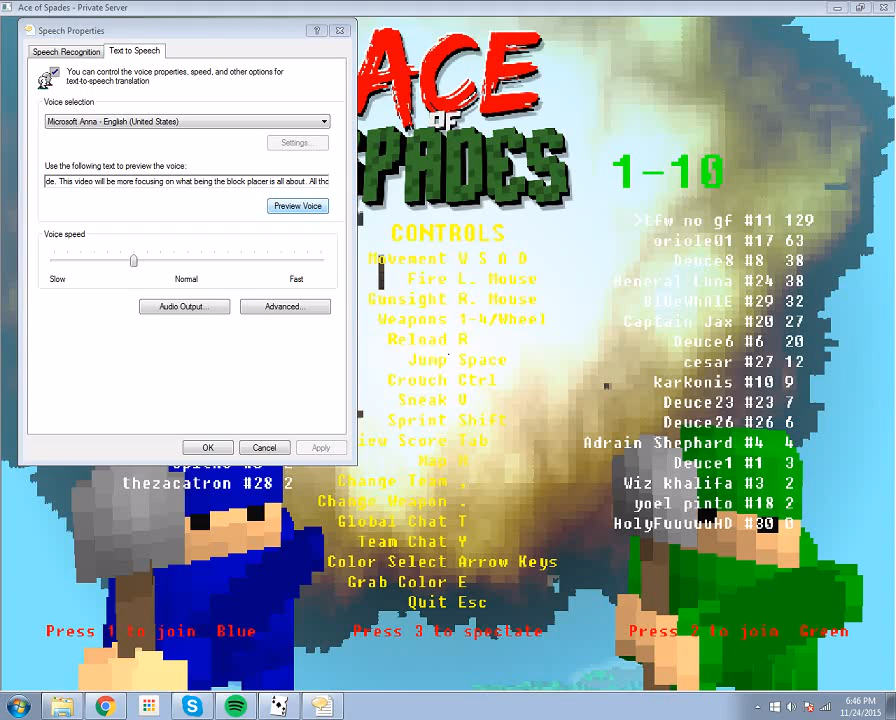 Ace of Spades - Private Server
Speech Properties
Speech Recognition
Text to Speech
You can control the voice properties, speed, and other options for
text-to-speech translation
Voice selection
Microsoft Anna - English (United States)
Settings...
Use the following text to preview the voice:
de. This video will be more focusing on what being the block placer is all about. All tho
Preview Voice
Voice speed
Slow
Normal
Fast
Audio Output...
Advanced...
OK
Cancel
Apply
ACE
OF
SPADES
1-10
CONTROLS
Movement W S A D
Fire L. Mouse
Gunsight R. Mouse
Weapons 1-4/Wheel
Reload R
Jump Space
Crouch Ctrl
Sneak V
Sprint Shift
iew Score Tab
Map M
Change Team ,
Change Weapon .
Global Chat T
Team Chat Y
Color Select Arrow Keys
Grab Color E
Quit Esc
>tfw no gf #11 129
oriole01 #17 63
Deuce8 #8 38
General Luna #24 38
BlUeWhAlE #29 32
Captain Jax #20 27
Deuce6 #6 20
cesar #27 12
Karkonis #10 9
Deuce23 #23 7
Deuce26 #26 6
Adrain Shephard #4 4
Deuce1 #1 3
Wiz khalifa #3 2
yoel pinto #18 2
HolyFuuuuuHD #30 0
thezacatron #28 2
Press 1 to join Blue
Press 3 to spectate
Press 2 to join Green
6:46 PM
11/24/2015